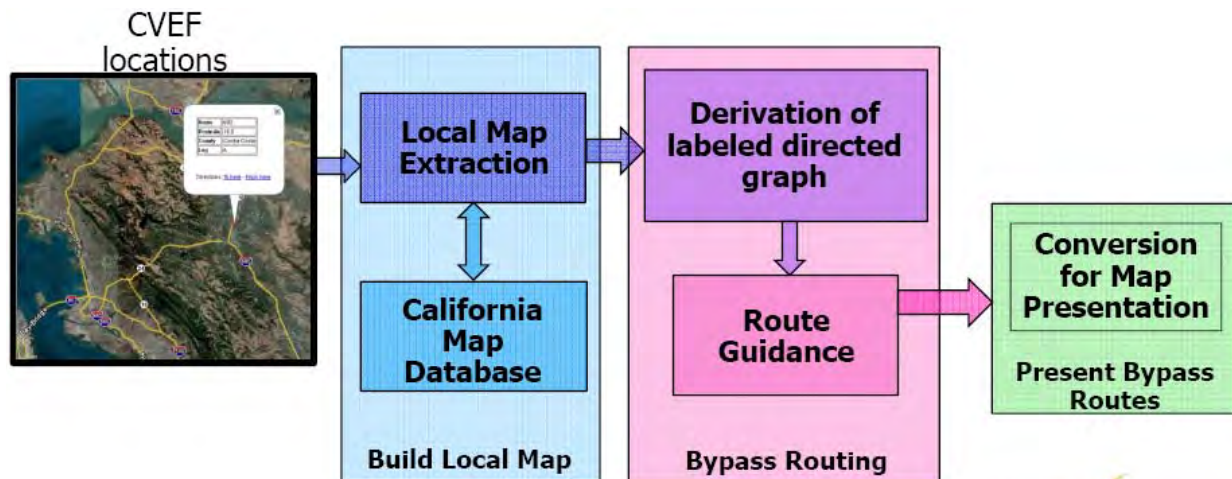 CVEF
locations
Local Map
Extraction
California
Map
Database
Build Local Map
Derivation of
labeled directed
graph
Route
Guidance
Bypass Routing
Conversion
for Map
Presentation
Present Bypass
Routes